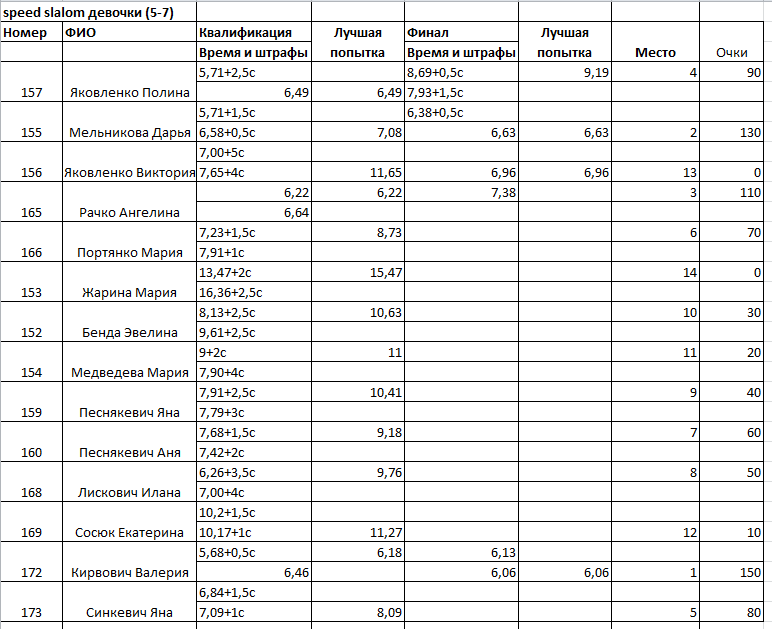 speed slalom девочки (5-7)
Номер ФИО Квалификация Лучшая Финал Лучшая
Время и штрафы попытка Время и штрафы попытка Место Очки
5,71+2,5с 8,69+0,5с 9,19 4 90
157 Яковленко Полина 6,49 6,49 7,93+1,5с
5,71+1,5с 6,38+0,5с
155 Мельникова Дарья 6,58+0,5с 7,08 6,63 6,63 2 130
7,00+5с
156 Яковленко Виктория 7,65+4с 11,65 6,96 6,96 13 0
6,22 6,22 7,38 3 110
165 Рачко Ангелина 6,64
7,23+1,5с 8,73 6 70
166 Портянко Мария 7,91+1с
13,47+2с 15,47 14 0
153 Жарина Мария 16,36+2,5с
8,13+2,5с 10,63 10 30
152 Бенда Эвелина 9,61+2,5с
9+2с 11 11 20
154 Медведева Мария 7,90+4с
7,91+2,5с 10,41 9 40
159 Песнякевич Яна 7,79+3с
7,68+1,5с 9,18 7 60
160 Песнякевич Аня 7,42+2с
6,26+3,5с 9,76 8 50
168 Лискович Илана 7,00+4с
10,2+1,5с
169 Сосюк Екатерина 10,17+1с 11,27 12 10
5,68+0,5с 6,18 6,13
172 Кирвович Валерия 6,46 6,06 6,06 1 150
6,84+1,5с
173 Синкевич Яна 7,09+1с 8,09 5 80